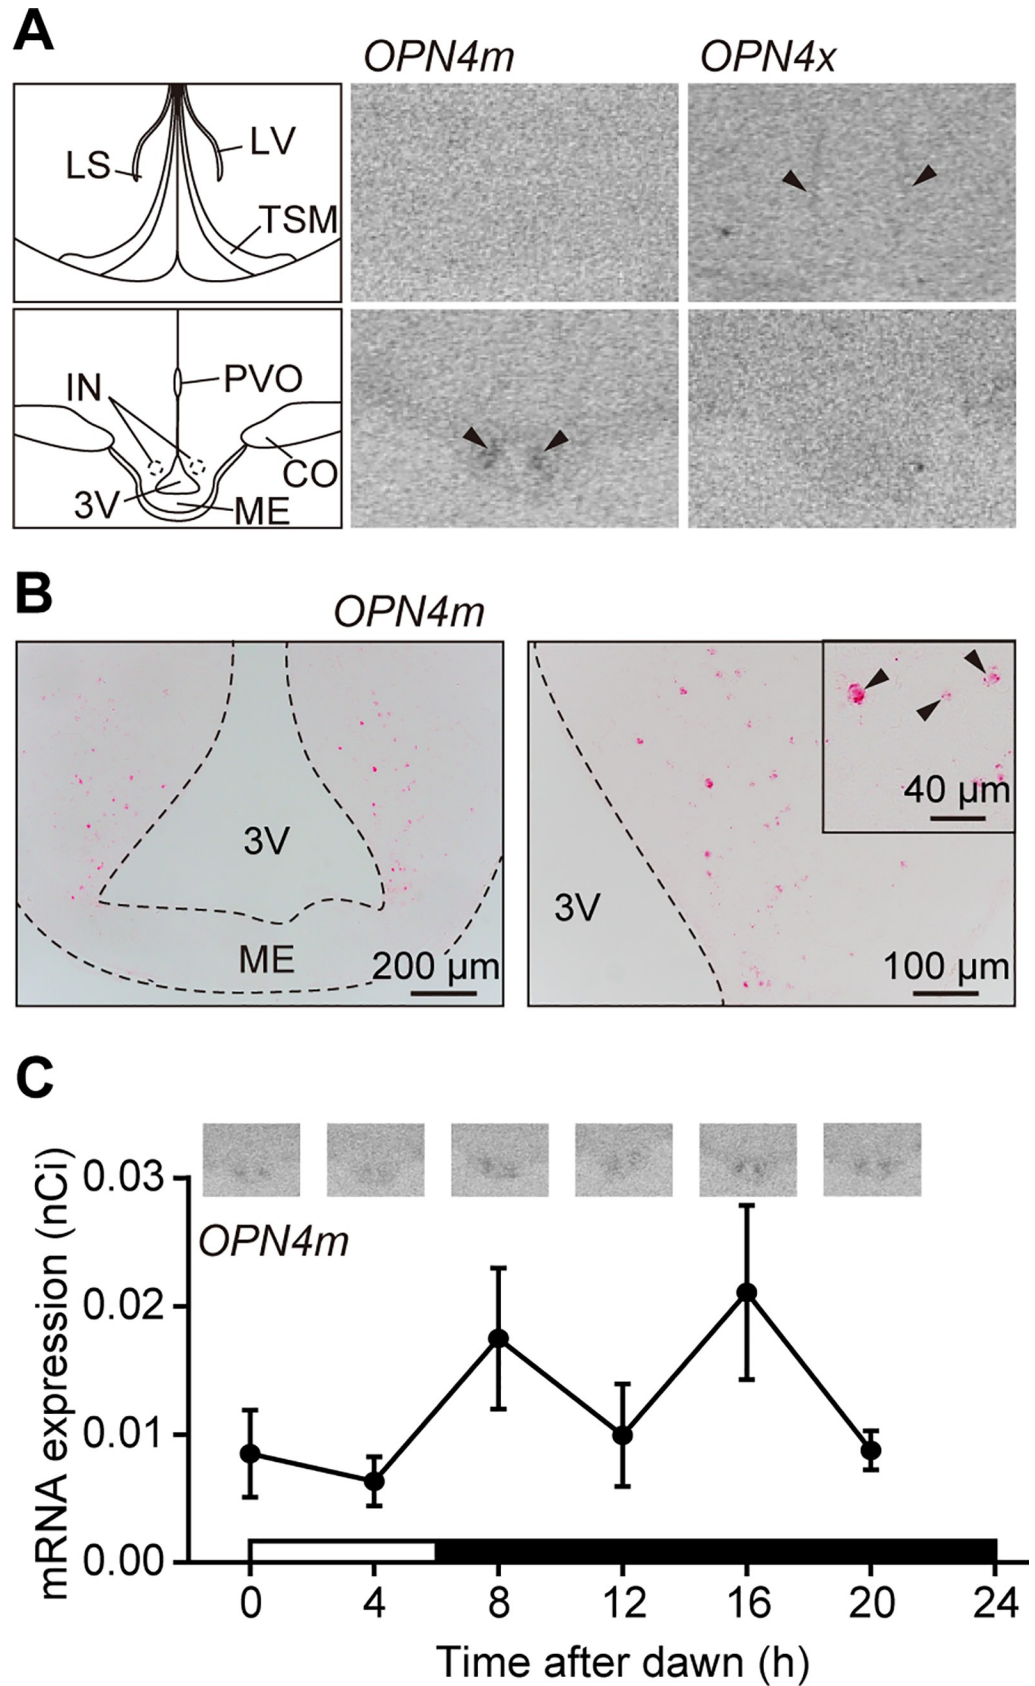 A
OPN4m
OPN4x
LS
LV
TSM
IN
PVO
CO
3V
ME
B
OPN4m
3V
ME
200 µm
3V
40 µm
100 µm
C
mRNA expression (nCi)
0.03
0.02
0.01
0.00
OPN4m
0 4 8 12 16 20 24
Time after dawn (h)